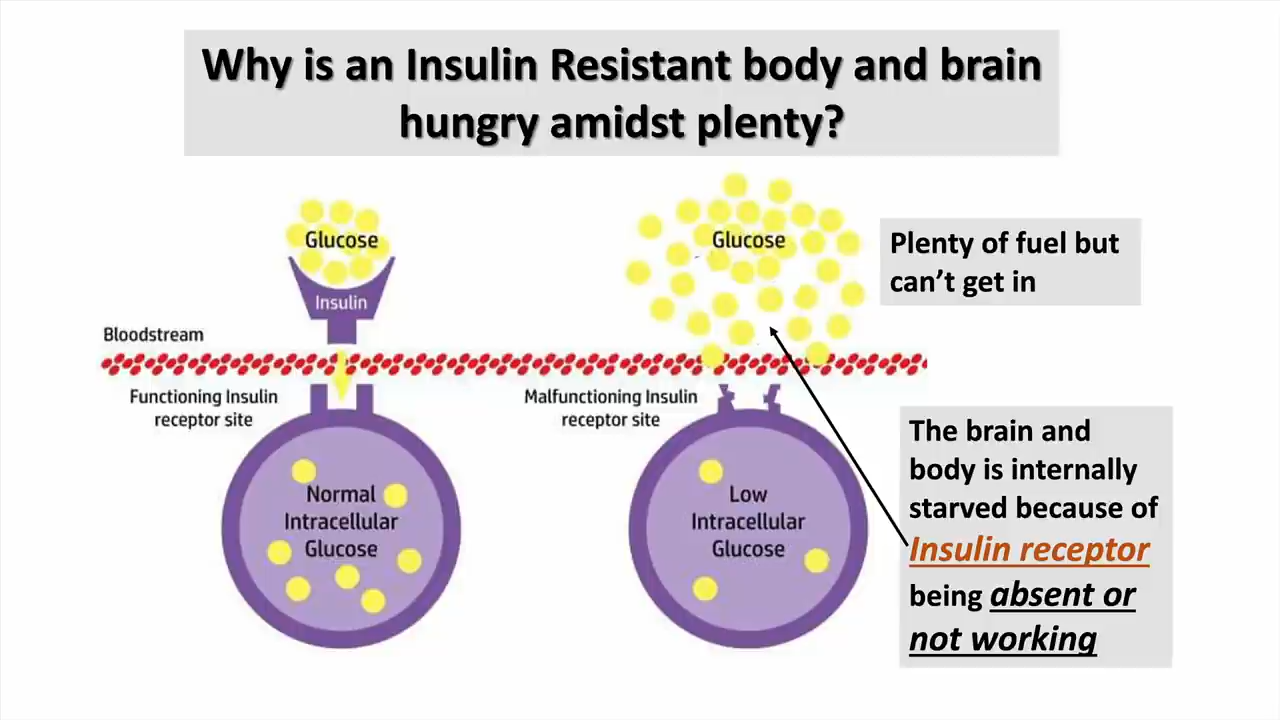 Why is an Insulin Resistant body and brain
hungry amidst plenty?
Glucose
Insulin
Bloodstream
Functioning Insulin
receptor site
Normal
Intracellular
Glucose
Glucose
Malfunctioning Insulin
receptor site
Low
Intracellular
Glucose
Plenty of fuel but
can’t get in
The brain and
body is internally
starved because of
Insulin receptor
being absent or
not working